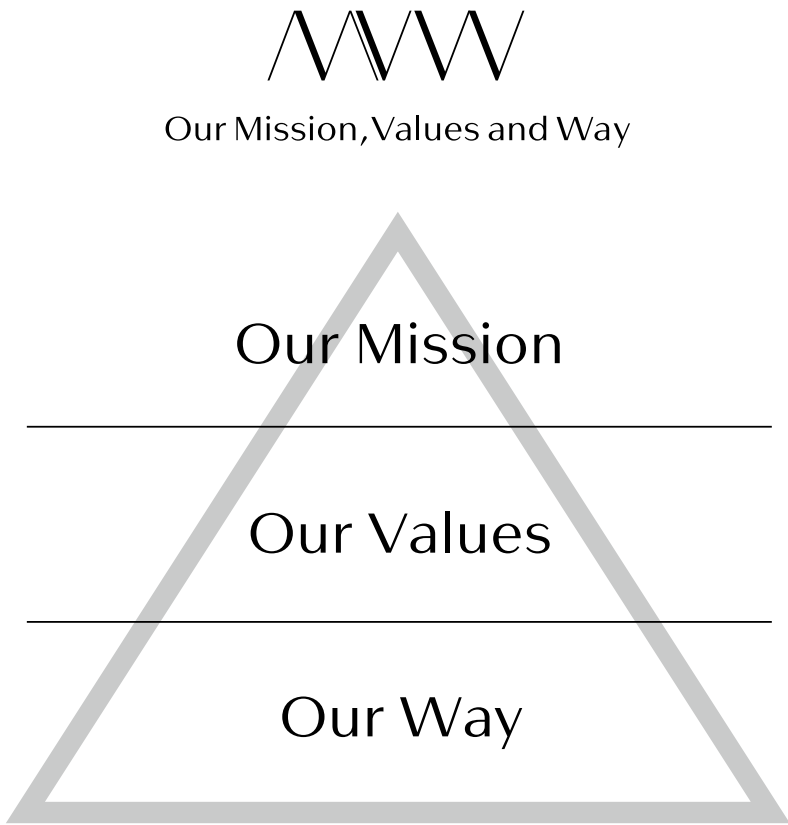 MVW
Our Mission, Values and Way
Our Mission
Our Values
Our Way